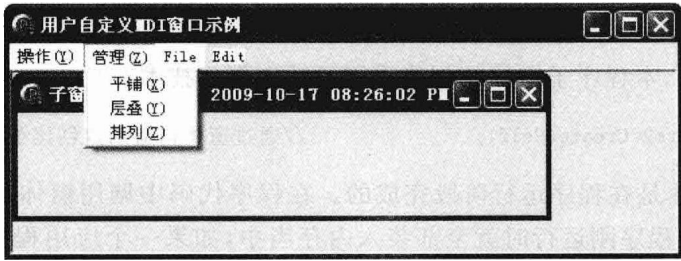 用户自定义MDI窗口示例
操作(Y) 管理(Z) File Edit
子窗 2009-10-17 08:26:02 PM
平铺(X)
层叠(Y)
排列(Z)